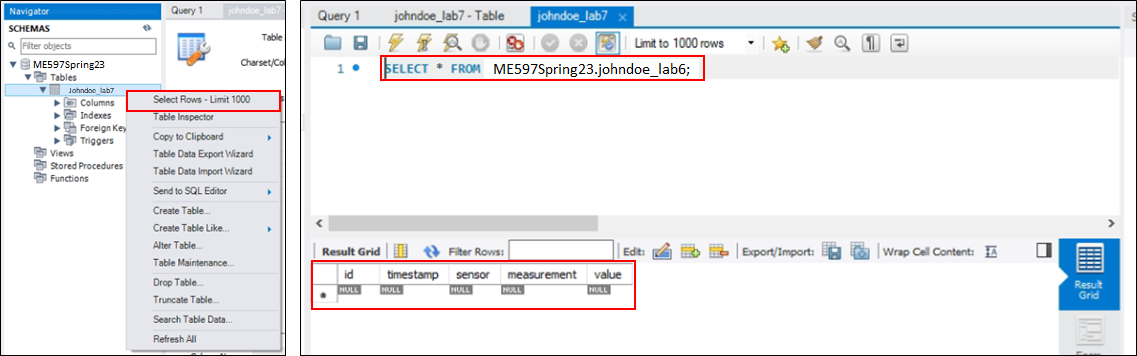 Navigator
SCHEMAS
Filter objects
ME597Spring23
Tables
Johndoe_lab7
Columns
Indexes
Foreign Key
Triggers
Views
Stored Procedures
Functions
Query 1
johndoe_lab7
Table
Charset/Col
Select Rows - Limit 1000
Table Inspector
Copy to Clipboard
Table Data Export Wizard
Table Data Import Wizard
Send to SQL Editor
Create Table...
Create Table Like...
Alter Table...
Table Maintenance...
Drop Table...
Truncate Table...
Search Table Data...
Refresh All
Query 1 johndoe_lab7 - Table johndoe_lab7
Limit to 1000 rows
1 SELECT * FROM ME597Spring23.johndoe_lab6;
Result Grid Filter Rows: Edit: Export/Import: Wrap Cell Content:
id timestamp sensor measurement value
NULL NULL NULL NULL NULL
Result
Grid